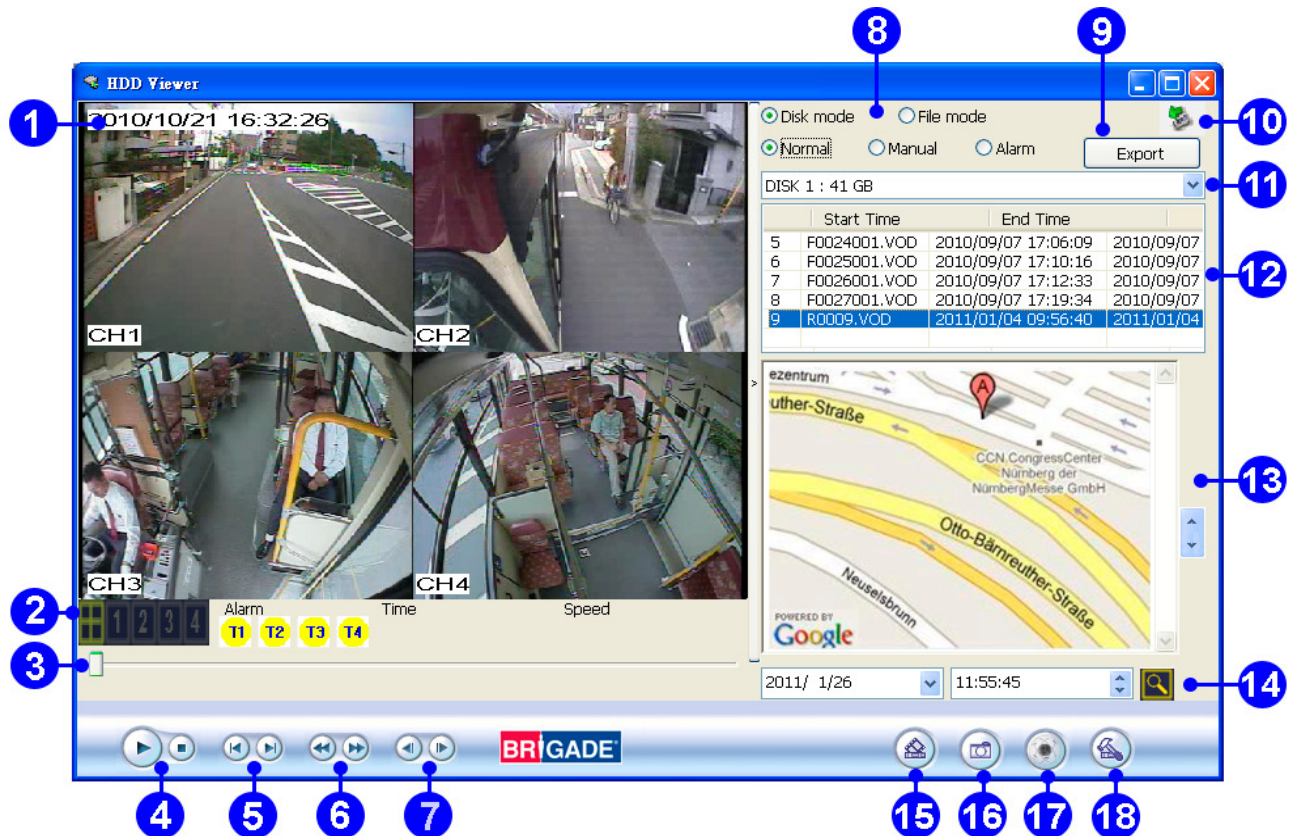 8
9
HDD Viewer
1
2010/10/21 16:32:26
Disk mode File mode
10
Normal Manual Alarm Export
DISK 1 : 41 GB
11
Start Time End Time
5 F0024001.VOD 2010/09/07 17:06:09 2010/09/07
6 F0025001.VOD 2010/09/07 17:10:16 2010/09/07
7 F0026001.VOD 2010/09/07 17:12:33 2010/09/07
8 F0027001.VOD 2010/09/07 17:19:34 2010/09/07
9 R0009.VOD 2011/01/04 09:56:40 2011/01/04
12
CH1
CH2
CH3
CH4
>
ezentrum
uther-Straße
A
CCN CongressCenter
Nürnberg der
NürnbergMesse GmbH
Otto-Bärnreuther-Straße
Neuselsbrunn
POWERED BY
Google
13
2
1 2 3 4
Alarm Time Speed
T1 T2 T3 T4
3
2011/ 1/26 11:55:45
14
BRIGADE
4
5
6
7
15
16
17
18